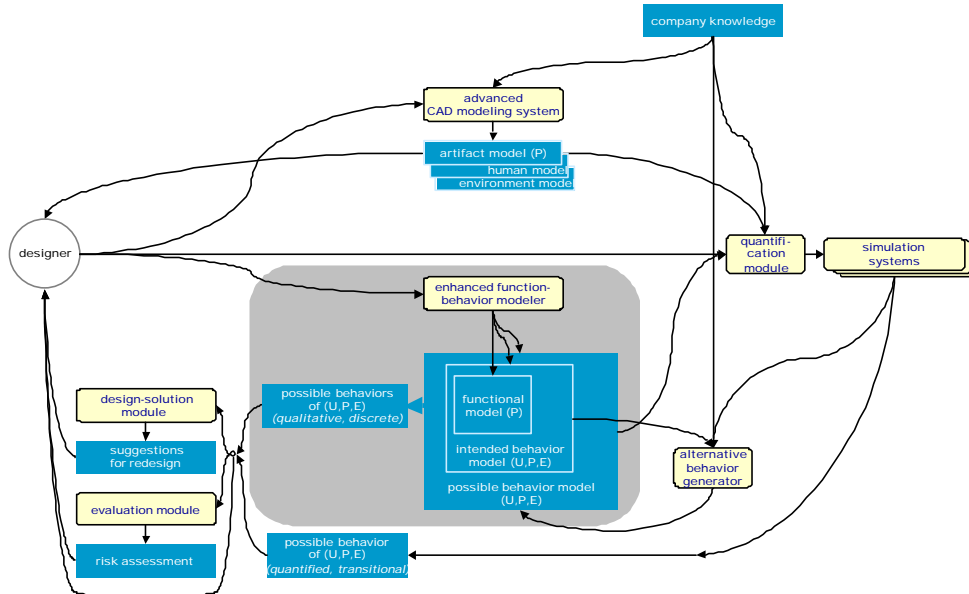 company knowledge
advanced
CAD modeling system
artifact model (P)
human model
environment mode
designer
quantifi-
cation
module
simulation
systems
enhanced function-
behavior modeler
possible behaviors
of (U,P,E)
(qualitative, discrete)
functional
model (P)
intended behavior
model (U,P,E)
possible behavior model
(U,P,E)
design-solution
module
suggestions
for redesign
alternative
behavior
generator
evaluation module
risk assessment
possible behavior
of (U,P,E)
(quantified, transitional)